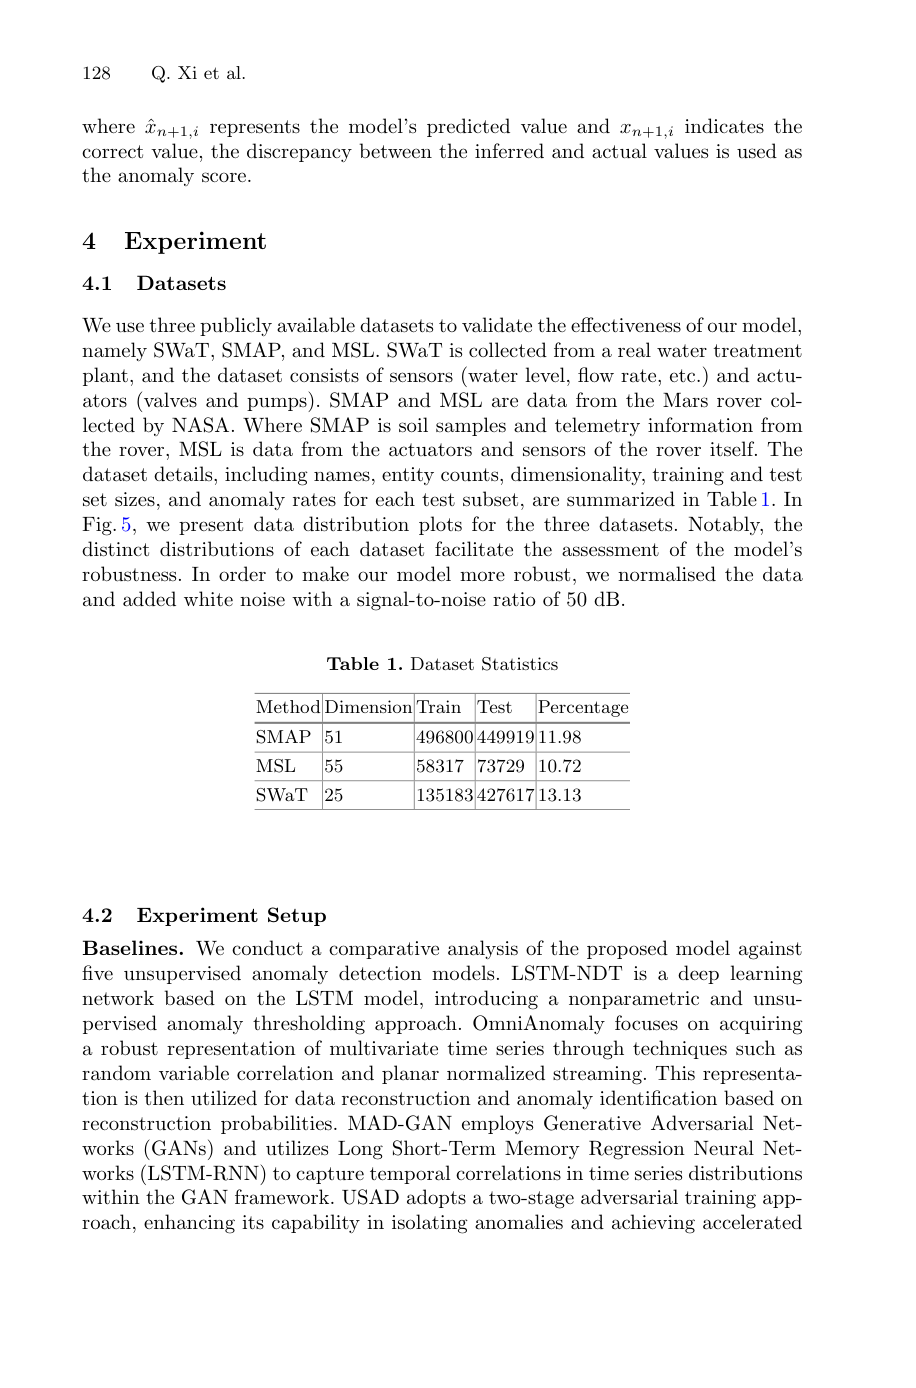 128 Q. Xi et al.
where x̂n+1,i represents the model's predicted value and xn+1,i indicates the
correct value, the discrepancy between the inferred and actual values is used as
the anomaly score.
4 Experiment
4.1 Datasets
We use three publicly available datasets to validate the effectiveness of our model,
namely SWaT, SMAP, and MSL. SWaT is collected from a real water treatment
plant, and the dataset consists of sensors (water level, flow rate, etc.) and actu-
ators (valves and pumps). SMAP and MSL are data from the Mars rover col-
lected by NASA. Where SMAP is soil samples and telemetry information from
the rover, MSL is data from the actuators and sensors of the rover itself. The
dataset details, including names, entity counts, dimensionality, training and test
set sizes, and anomaly rates for each test subset, are summarized in Table 1. In
Fig. 5, we present data distribution plots for the three datasets. Notably, the
distinct distributions of each dataset facilitate the assessment of the model's
robustness. In order to make our model more robust, we normalised the data
and added white noise with a signal-to-noise ratio of 50 dB.
Table 1. Dataset Statistics
Method Dimension Train Test Percentage
SMAP 51 496800 449919 11.98
MSL 55 58317 73729 10.72
SWaT 25 135183 427617 13.13
4.2 Experiment Setup
Baselines. We conduct a comparative analysis of the proposed model against
five unsupervised anomaly detection models. LSTM-NDT is a deep learning
network based on the LSTM model, introducing a nonparametric and unsu-
pervised anomaly thresholding approach. OmniAnomaly focuses on acquiring
a robust representation of multivariate time series through techniques such as
random variable correlation and planar normalized streaming. This representa-
tion is then utilized for data reconstruction and anomaly identification based on
reconstruction probabilities. MAD-GAN employs Generative Adversarial Net-
works (GANs) and utilizes Long Short-Term Memory Regression Neural Net-
works (LSTM-RNN) to capture temporal correlations in time series distributions
within the GAN framework. USAD adopts a two-stage adversarial training app-
roach, enhancing its capability in isolating anomalies and achieving accelerated